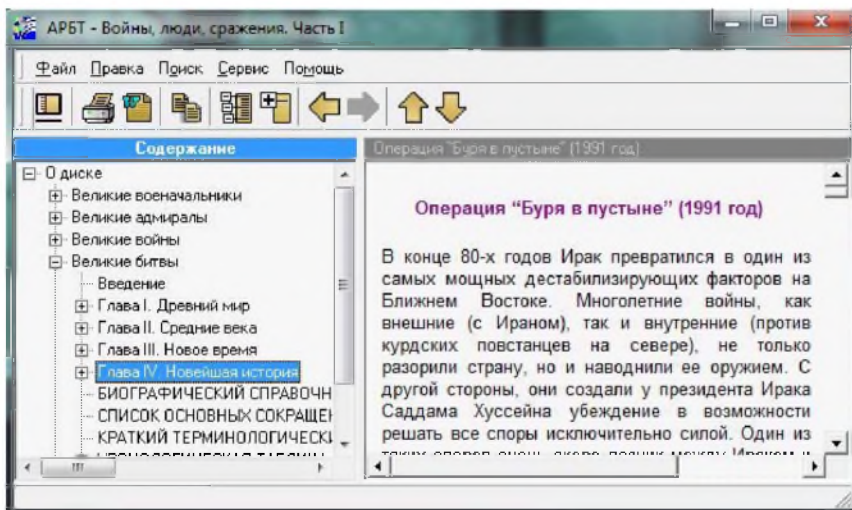 АРБТ - Войны, люди, сражения. Часть I
Файл Правка Поиск Сервис Помощь
Содержание
О диске
Великие военачальники
Великие адмиралы
Великие войны
Великие битвы
Введение
Глава I. Древний мир
Глава II. Средние века
Глава III. Новое время
Глава IV. Новейшая история
БИОГРАФИЧЕСКИЙ СПРАВОЧН
СПИСОК ОСНОВНЫХ СОКРАЩЕН
КРАТКИЙ ТЕРМИНОЛОГИЧЕСКИ
Операция "Буря в пустыне" (1991 год)
Операция “Буря в пустыне” (1991 год)
В конце 80-х годов Ирак превратился в один из
самых мощных дестабилизирующих факторов на
Ближнем Востоке. Многолетние войны, как
внешние (с Ираном), так и внутренние (против
курдских повстанцев на севере), не только
разорили страну, но и наводнили ее оружием. С
другой стороны, они создали у президента Ирака
Саддама Хуссейна убеждение в возможности
решать все споры исключительно силой. Один из